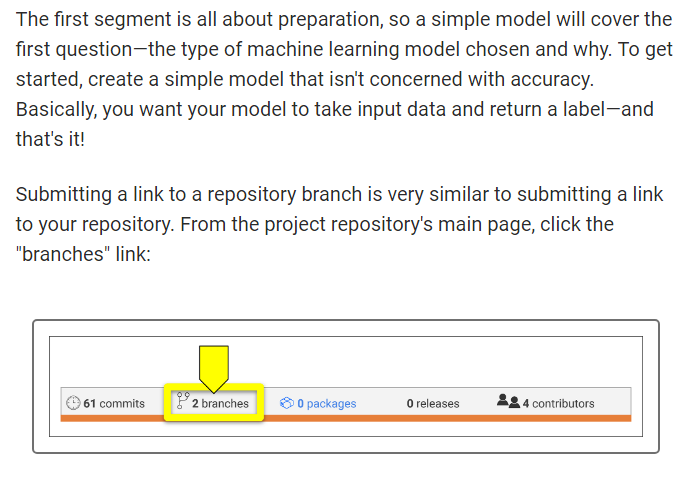 The first segment is all about preparation, so a simple model will cover the
first question—the type of machine learning model chosen and why. To get
started, create a simple model that isn't concerned with accuracy.
Basically, you want your model to take input data and return a label—and
that's it!
Submitting a link to a repository branch is very similar to submitting a link
to your repository. From the project repository's main page, click the
"branches" link:
61 commits 2 branches 0 packages 0 releases 4 contributors